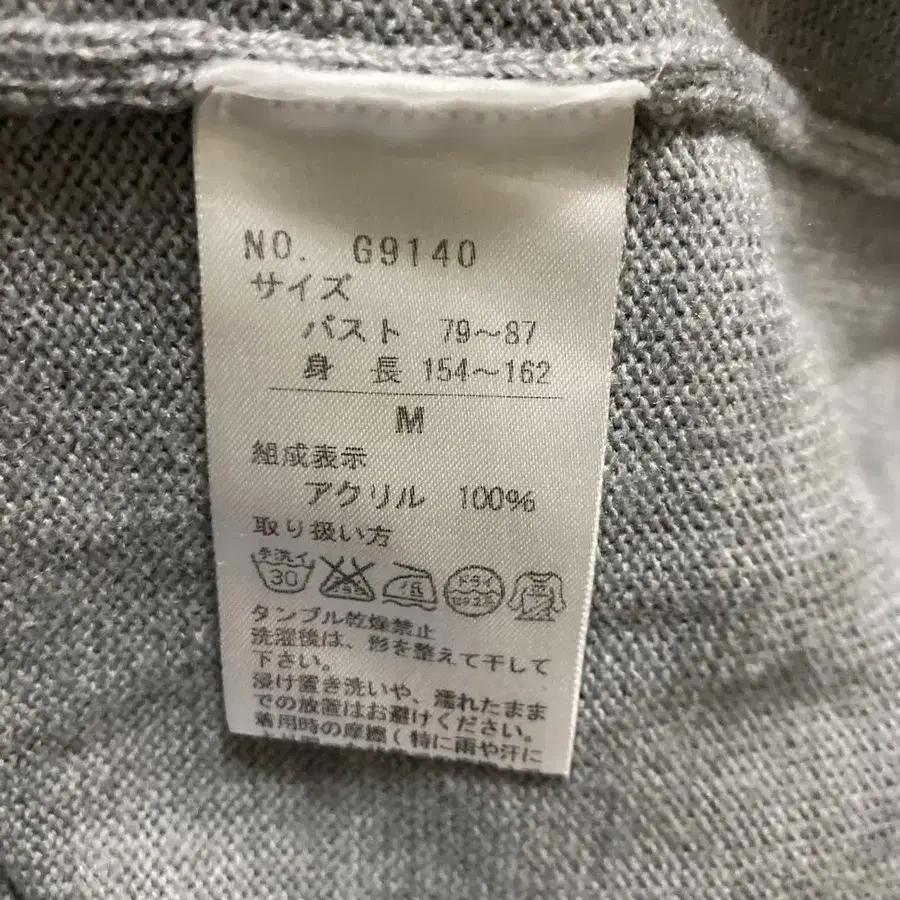 NO. G9140
サイズ
バスト 79～87
身 長 154～162
M
組成表示
アクリル 100%
取り扱い方
手洗イ
30
ドライ
タンブル乾燥禁止
洗濯後は、形を整えて干して
下さい。
浸け置き洗いや、濡れたまま
での放置はお避けください。
着用時の摩擦(特に雨や汗に